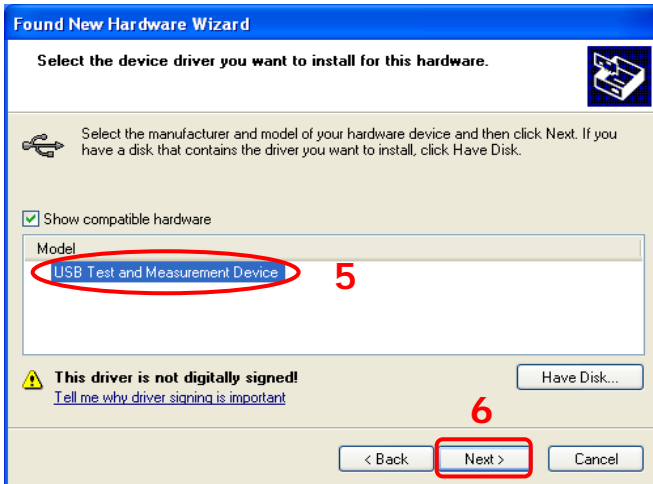 Found New Hardware Wizard
Select the device driver you want to install for this hardware.
Select the manufacturer and model of your hardware device and then click Next. If you
have a disk that contains the driver you want to install, click Have Disk.
Show compatible hardware
Model
USB Test and Measurement Device
5
This driver is not digitally signed!
Tell me why driver signing is important
Have Disk...
6
< Back
Next >
Cancel